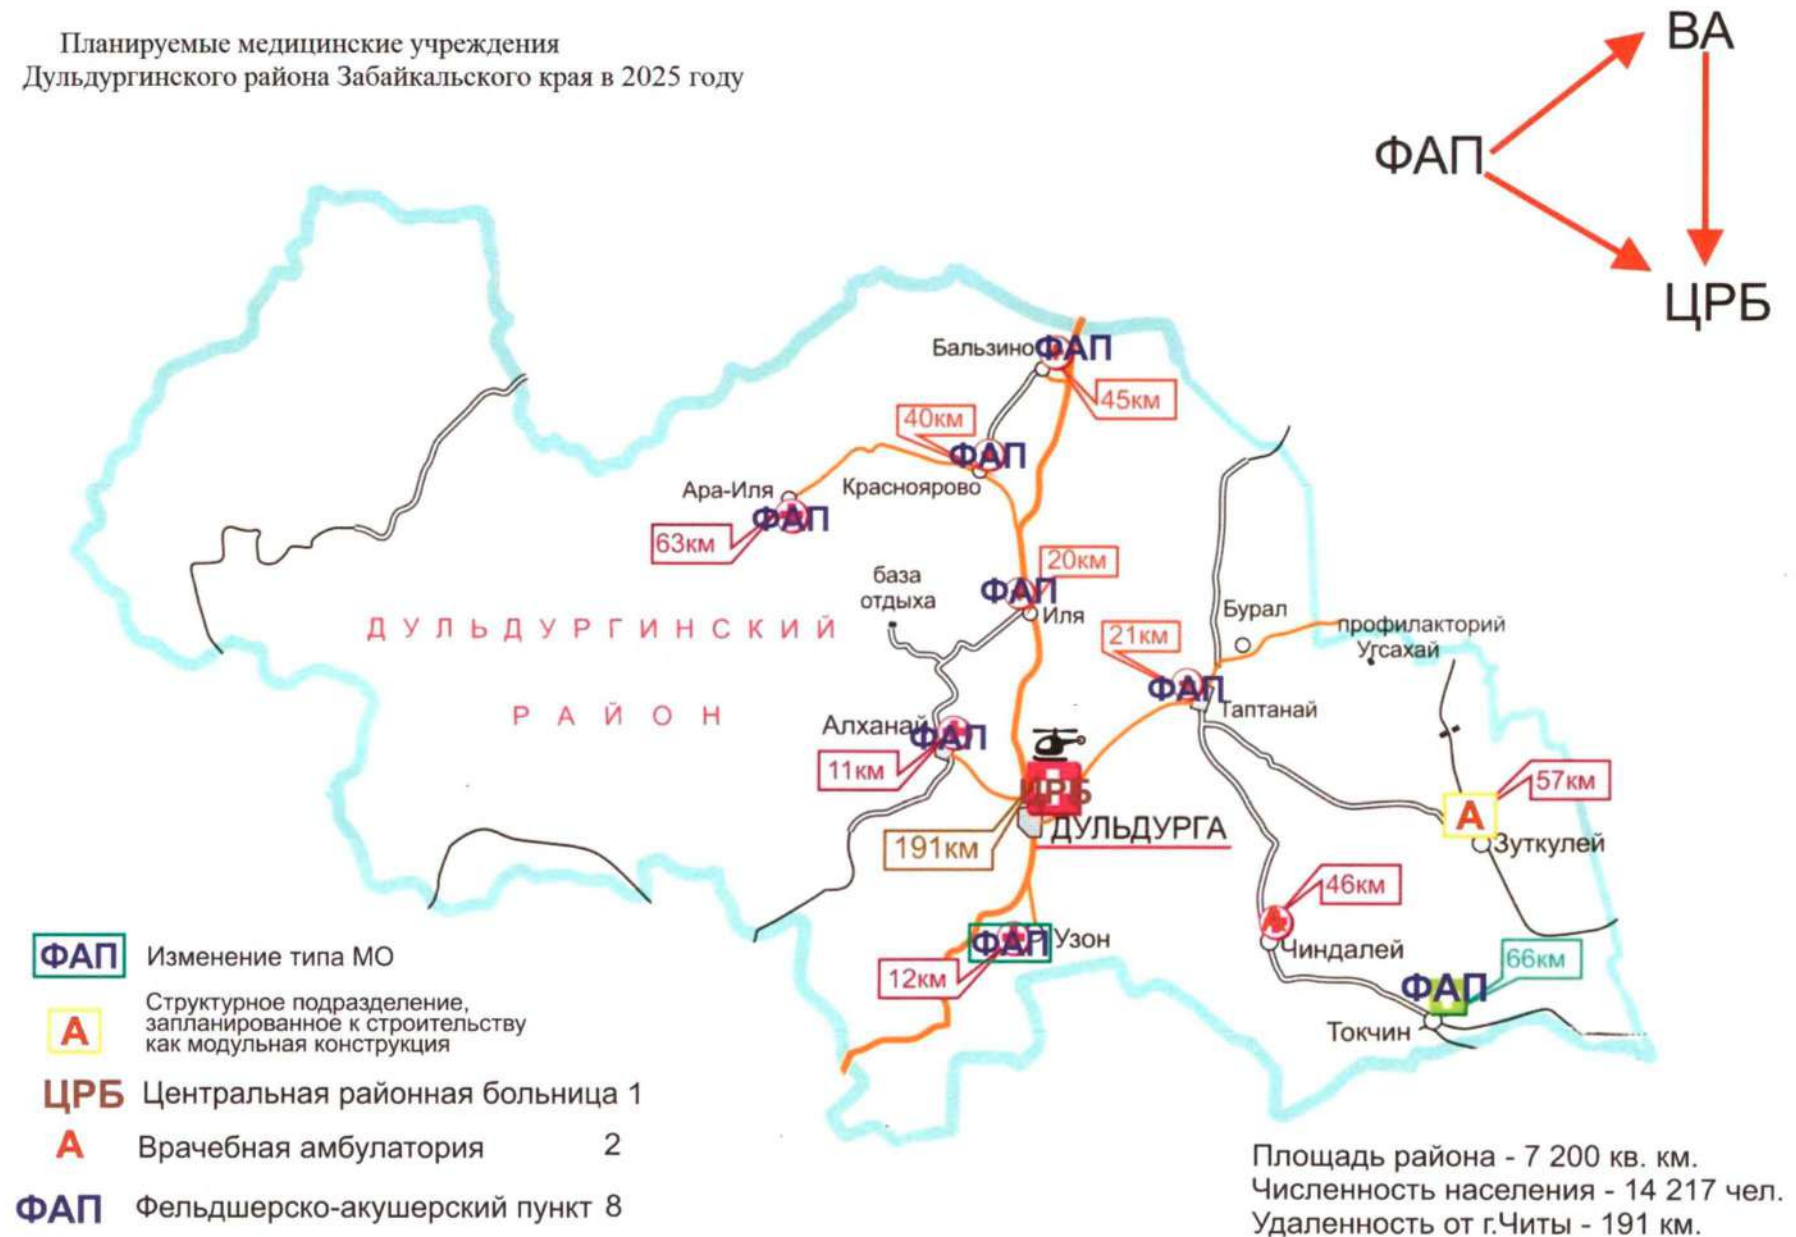 Планируемые медицинские учреждения
Дульдургинского района Забайкальского края в 2025 году
ВА
ФАП
ЦРБ
Бальзино
ФАП
45км
40км
ФАП
Красноярово
Ара-Иля
ФАП
63км
20км
ФАП
Иля
база
отдыха
ДУЛЬДУРГИНСКИЙ
РАЙОН
21км
Бурал
профилакторий
Угсахай
ФАП
Таптанай
Алханай
ФАП
11км
ЦРБ
ДУЛЬДУРГА
191км
57км
А
Зуткулей
46км
А
Чиндалей
ФАП
Узон
12км
66км
ФАП
Токчин
ФАП Изменение типа МО
А Структурное подразделение,
запланированное к строительству
как модульная конструкция
ЦРБ Центральная районная больница 1
А Врачебная амбулатория 2
ФАП Фельдшерско-акушерский пункт 8
Площадь района - 7 200 кв. км.
Численность населения - 14 217 чел.
Удаленность от г.Читы - 191 км.